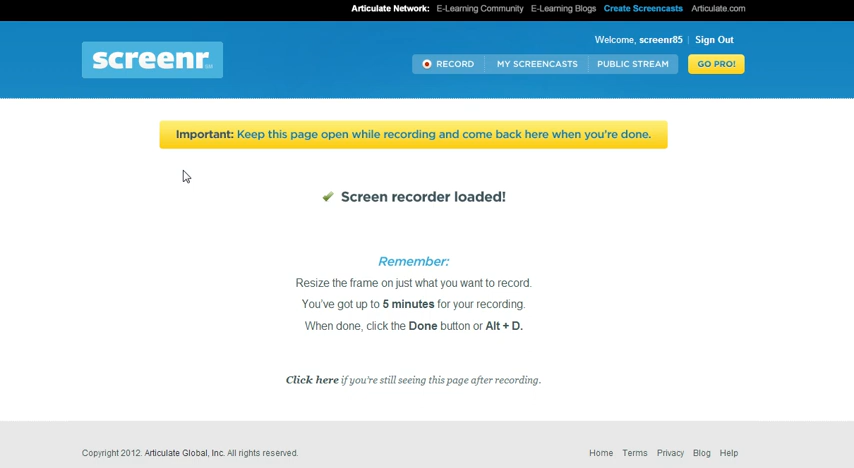 Articulate Network: E-Learning Community E-Learning Blogs Create Screencasts Articulate.com
Welcome, screenr85 | Sign Out
screenr
RECORD MY SCREENCASTS PUBLIC STREAM GO PRO!
Important: Keep this page open while recording and come back here when you're done.
Screen recorder loaded!
Remember:
Resize the frame on just what you want to record.
You've got up to 5 minutes for your recording.
When done, click the Done button or Alt + D.
Click here if you're still seeing this page after recording.
Copyright 2012. Articulate Global, Inc. All rights reserved. Home Terms Privacy Blog Help